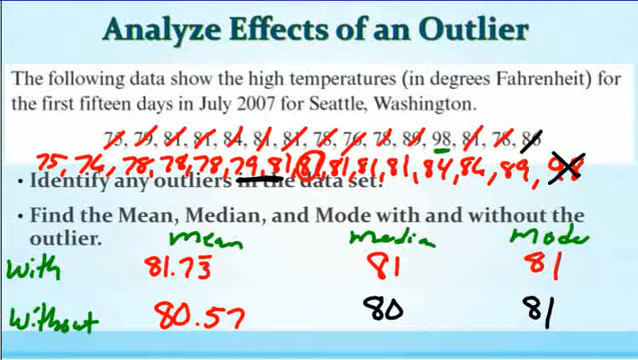 Analyze Effects of an Outlier
The following data show the high temperatures (in degrees Fahrenheit) for
the first fifteen days in July 2007 for Seattle, Washington.
75, 79, 81, 81, 84, 81, 81, 78, 76, 78, 89, 98, 81, 78, 86
75, 76, 78, 78, 78, 79, 81, 81, 81, 81, 81, 84, 86, 89, 98
• Identify any outliers in the data set.
• Find the Mean, Median, and Mode with and without the
outlier.
mean median mode
With 81.73 81 81
Without 80.57 80 81